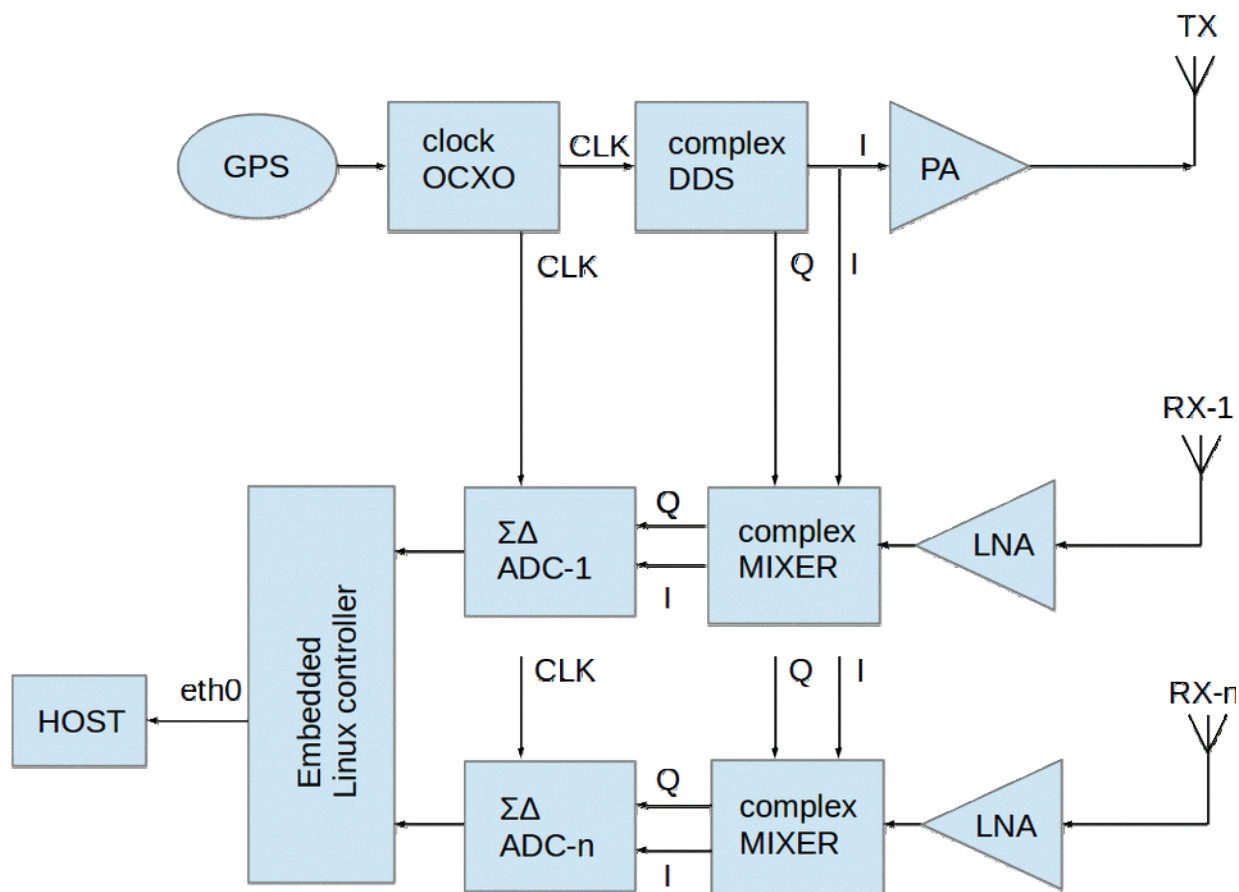 TX
GPS
clock
OCXO
CLK
complex
DDS
I
PA
CLK
Q
I
RX-1
ΣΔ
ADC-1
Q
I
complex
MIXER
LNA
Embedded
Linux controller
eth0
HOST
CLK
Q
I
RX-n
ΣΔ
ADC-n
Q
I
complex
MIXER
LNA